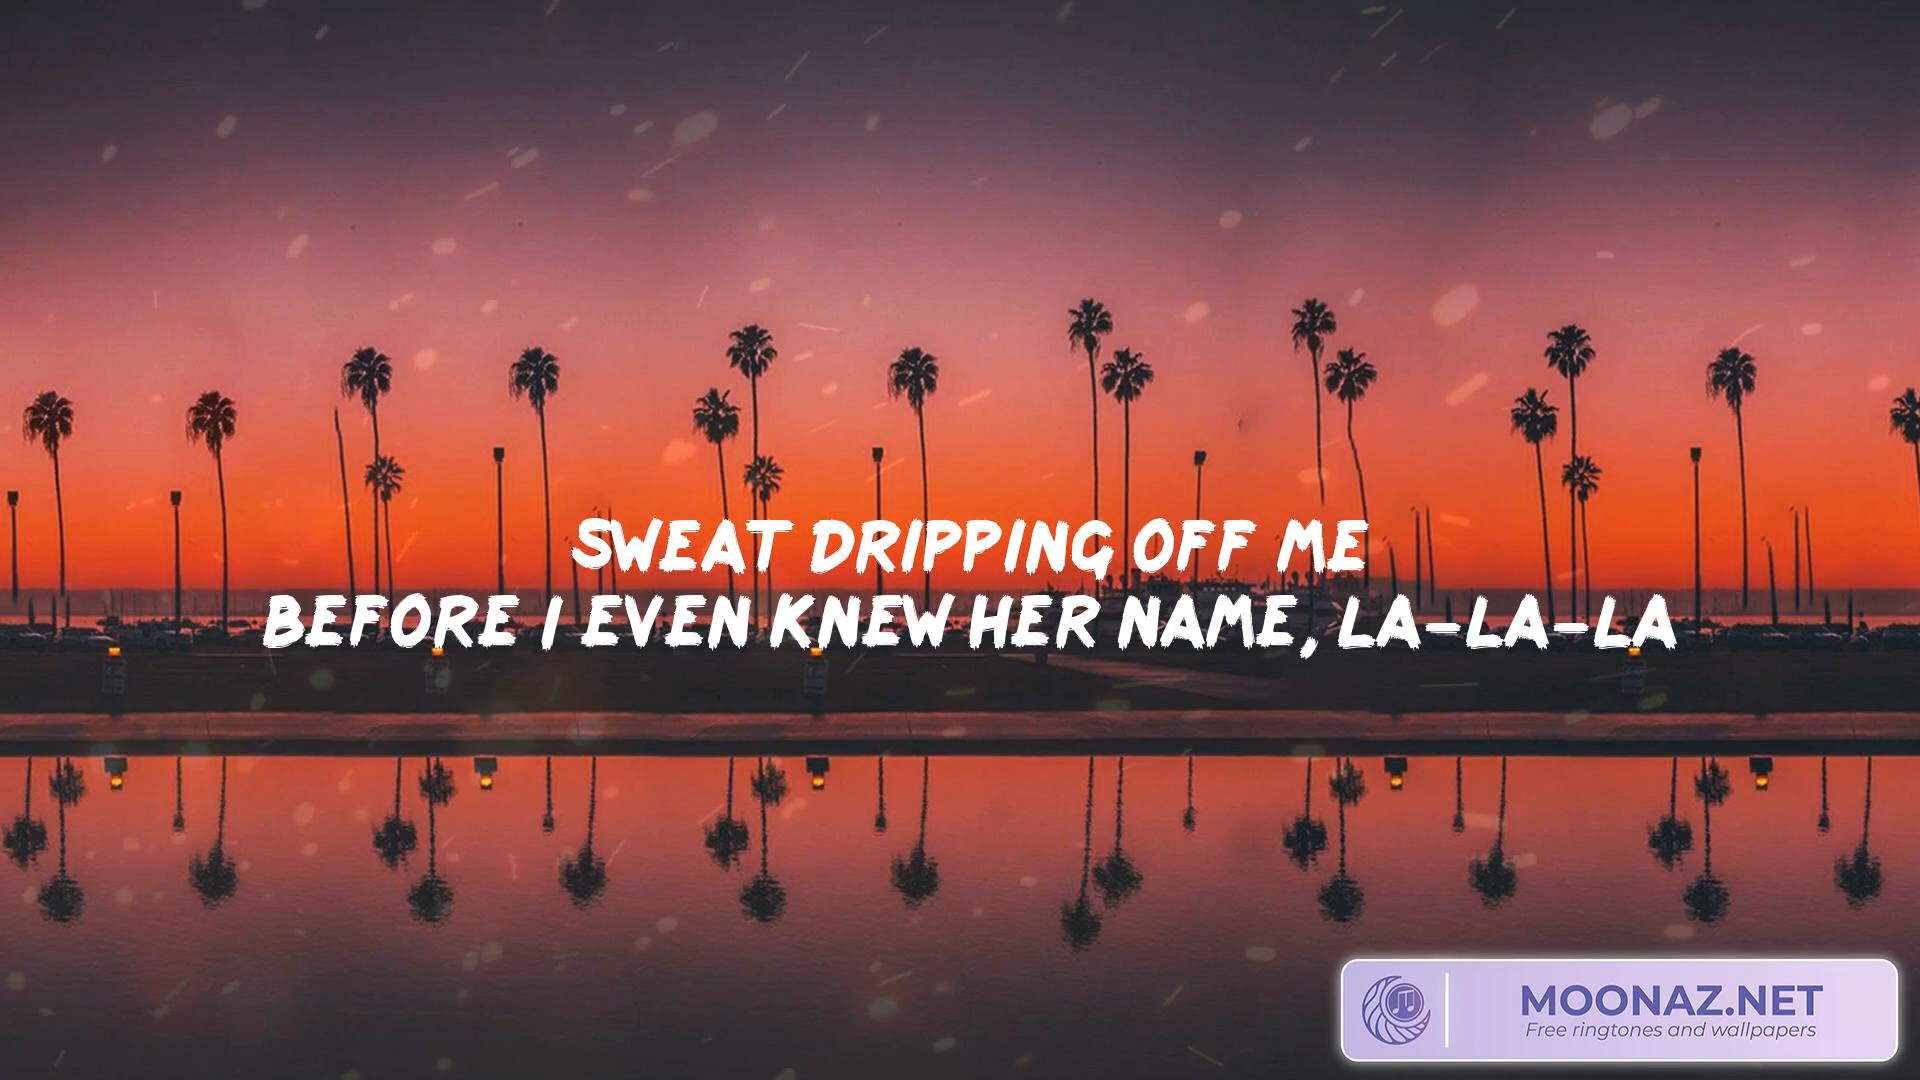 SWEAT DRIPPING OFF ME
BEFORE I EVEN KNEW HER NAME, LA-LA-LA
MOONAZ.NET
Free ringtones and wallpapers